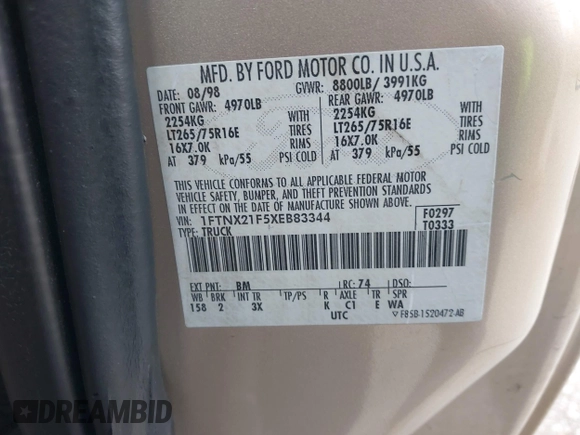 MFD. BY FORD MOTOR CO. IN U.S.A.
DATE: 08/98 GVWR: 8800LB/ 3991KG
FRONT GAWR: 4970LB REAR GAWR: 4970LB
2254KG WITH 2254KG WITH
LT265/75R16E TIRES LT265/75R16E TIRES
16X7.0K RIMS 16X7.0K RIMS
AT 379 kPa/55 PSI COLD AT 379 kPa/55 PSI COLD
THIS VEHICLE CONFORMS TO ALL APPLICABLE FEDERAL MOTOR
VEHICLE SAFETY, BUMPER, AND THEFT PREVENTION STANDARDS
IN EFFECT ON THE DATE OF MANUFACTURE SHOWN ABOVE.
VIN: 1FTNX21F5XEB83344 F0297
TYPE: TRUCK T0333
EXT PNT: BM RC: 74 DSO:
WB BRK INT TR TP/PS R AXLE TR SPR
158 2 3X K C1 E WA
UTC F85B-1520472-AB
DREAMBID